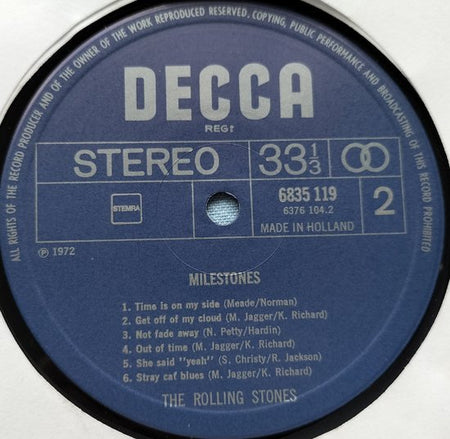 ALL RIGHTS OF THE RECORD PRODUCER AND OF THE OWNER OF THE WORK REPRODUCED RESERVED, COPYING, PUBLIC PERFORMANCE AND BROADCASTING OF THIS RECORD PROHIBITED
DECCA
REGT
STEREO
33 1/3
STEMRA
6835 119
6376 104.2
MADE IN HOLLAND
2
℗ 1972
MILESTONES
1. Time is on my side (Meade/Norman)
2. Get off of my cloud (M. Jagger/K. Richard)
3. Not fade away (N. Petty/Hardin)
4. Out of time (M. Jagger/K. Richard)
5. She said "yeah" (S. Christy/R. Jackson)
6. Stray caf blues (M. Jagger/K. Richard)
THE ROLLING STONES